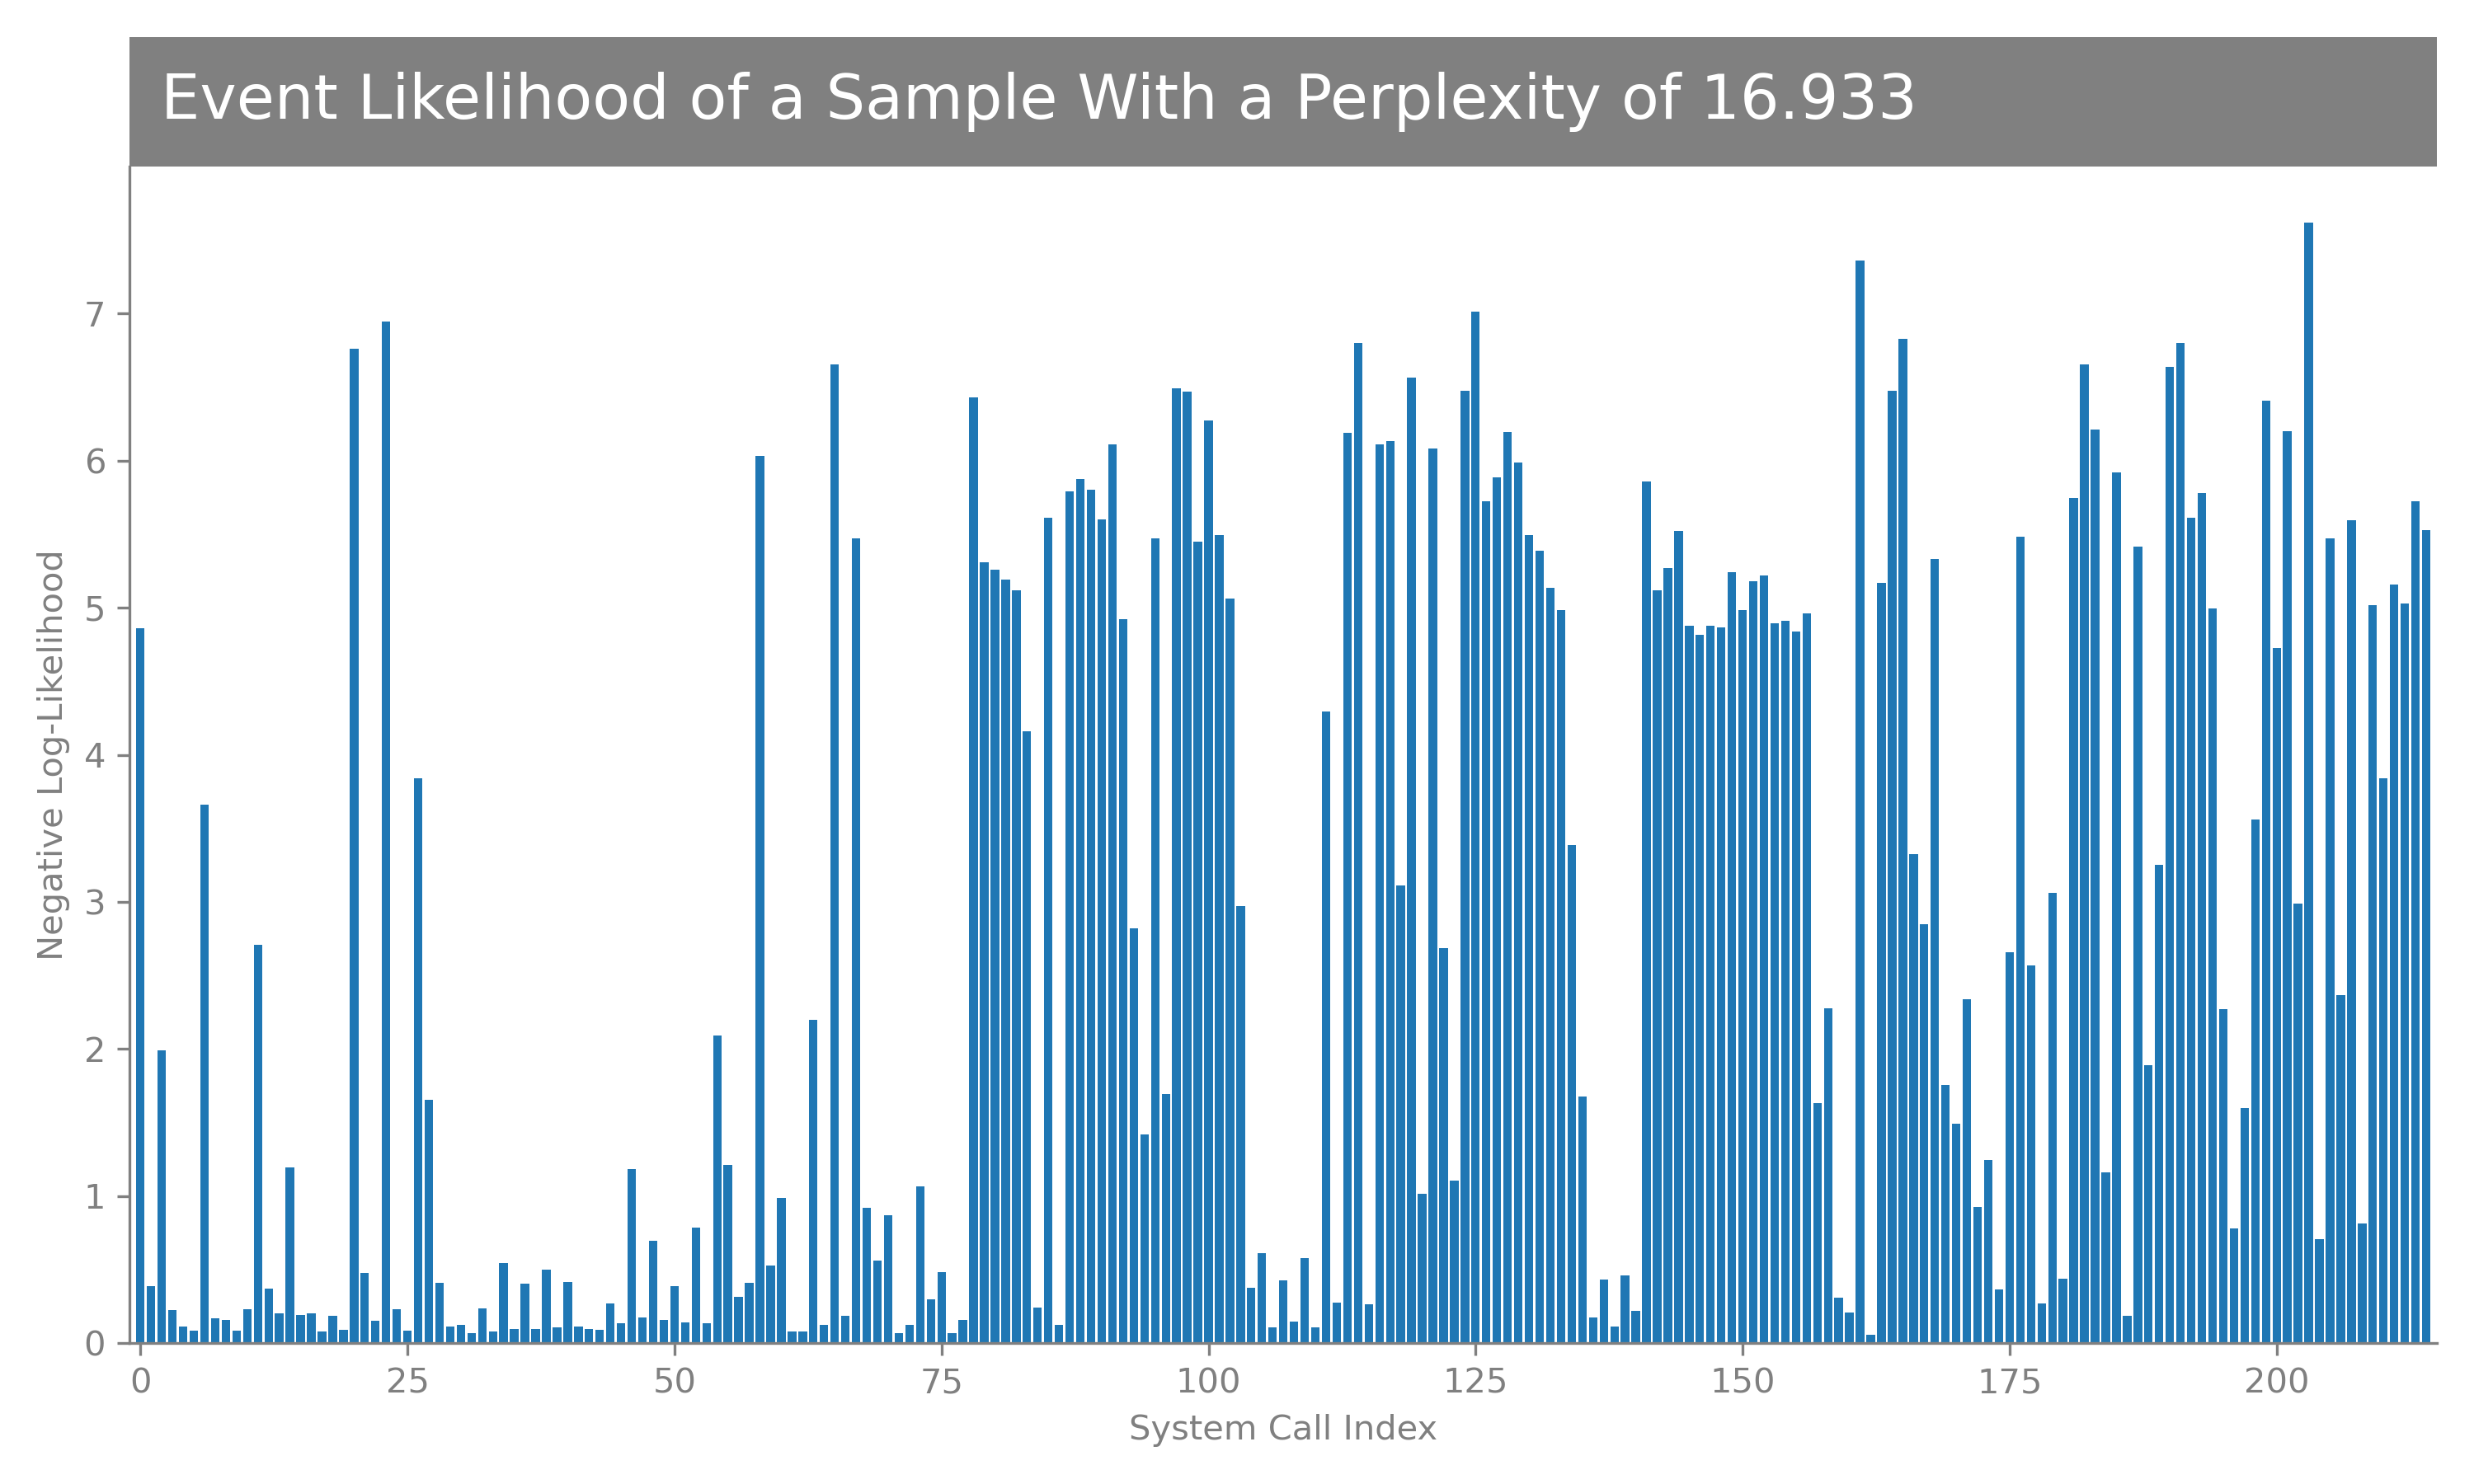 Event Likelihood of a Sample With a Perplexity of 16.933
Negative Log-Likelihood
7
6
5
4
3
2
1
0
0 25 50 75 100 125 150 175 200
System Call Index